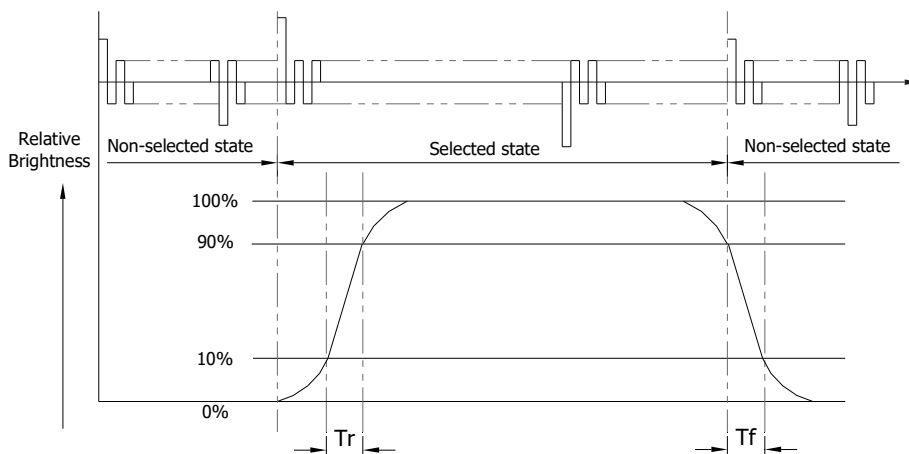 Relative
Brightness
Non-selected state
Selected state
Non-selected state
100%
90%
10%
0%
Tr
Tf